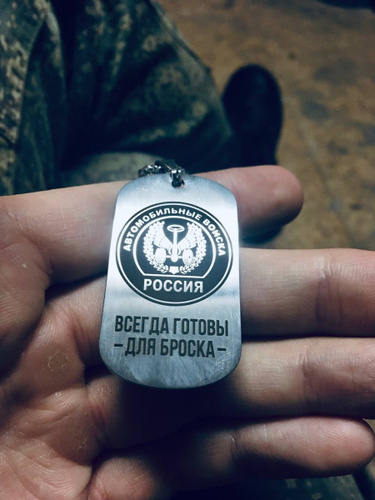 АВТОМОБИЛЬНЫЕ ВОЙСКА
РОССИЯ
ВСЕГДА ГОТОВЫ
– ДЛЯ БРОСКА –